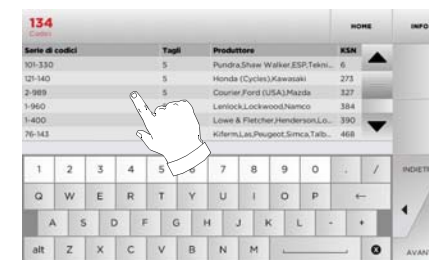 134 HOME INFO
Codici
Serie di codici Tagli Produttore KSN
101-330 5 Pundra,Shaw Walker,ESP,Tekni... 6
121-140 5 Honda (Cycles),Kawasaki 273
2-989 5 Courier,Ford (USA),Mazda 327
1-960 Lenlock,Lockwood,Namco 384
1-400 Lowe & Fletcher,Henderson,Lo... 390
76-143 Kiferm,Las,Peugeot,Simca,Talb... 468
1 2 3 4 5 6 7 8 9 0 . / INDIETR
Q W E R T Y U I O P ←
A S D F G H J K L - +
alt Z X C V B N M AVAN